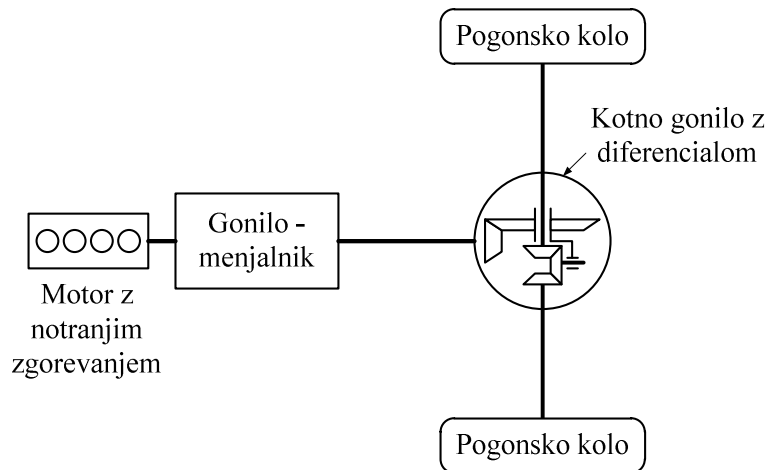 Pogonsko kolo
Kotno gonilo z
diferencialom
Gonilo -
menjalnik
Motor z
notranjim
zgorevanjem
Pogonsko kolo